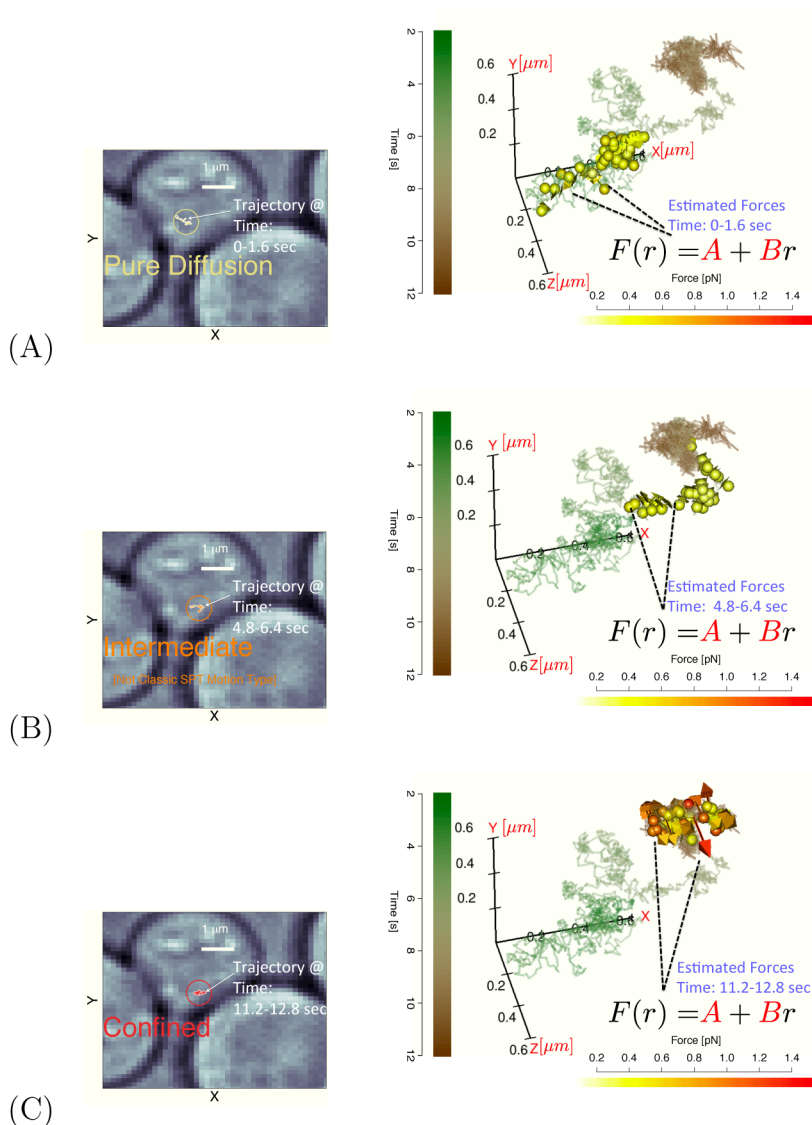 2
4
6
8
10
12
Time [s]
Y[μm]
0.6
0.4
0.2
X[μm]
0.2
0.4
0.6
Z[μm]
1 μm
Trajectory @
Time:
0-1.6 sec
Pure Diffusion
Y
X
Estimated Forces
Time: 0-1.6 sec
F(r) =A + Br
Force [pN]
0.2 0.4 0.6 0.8 1.0 1.2 1.4
(A)
2
4
6
8
10
12
Time [s]
Y[μm]
0.6
0.4
0.2
0.2 0.4 0.6 X
0.2
0.4
0.6
Z[μm]
1 μm
Trajectory @
Time:
4.8-6.4 sec
Intermediate
Classic SPT Motion Type]
Y
X
Estimated Forces
Time: 4.8-6.4 sec
F(r) =A + Br
Force [pN]
0.2 0.4 0.6 0.8 1.0 1.2 1.4
(B)
2
4
6
8
10
12
Time [s]
Y[μm]
0.6
0.4
0.2
0.2 0.4 0.6 X
0.2
0.4
0.6
Z[μm]
1 μm
Trajectory @
Time:
11.2-12.8 sec
Confined
Y
X
Estimated Forces
Time: 11.2-12.8 sec
F(r) =A + Br
Force [pN]
0.2 0.4 0.6 0.8 1.0 1.2 1.4
(C)